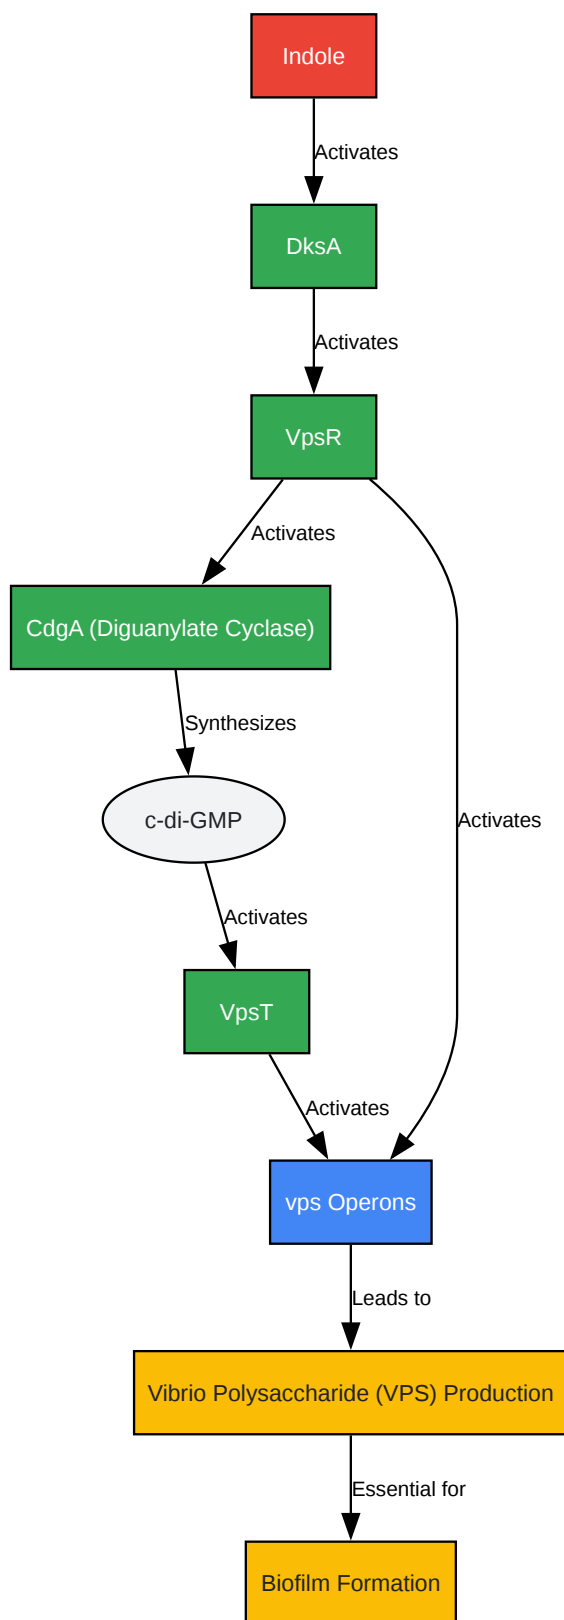 Indole
Activates
DksA
Activates
VpsR
Activates
CdgA (Diguanylate Cyclase)
Synthesizes
c-di-GMP
Activates
Activates
VpsT
Activates
vps Operons
Leads to
Vibrio Polysaccharide (VPS) Production
Essential for
Biofilm Formation